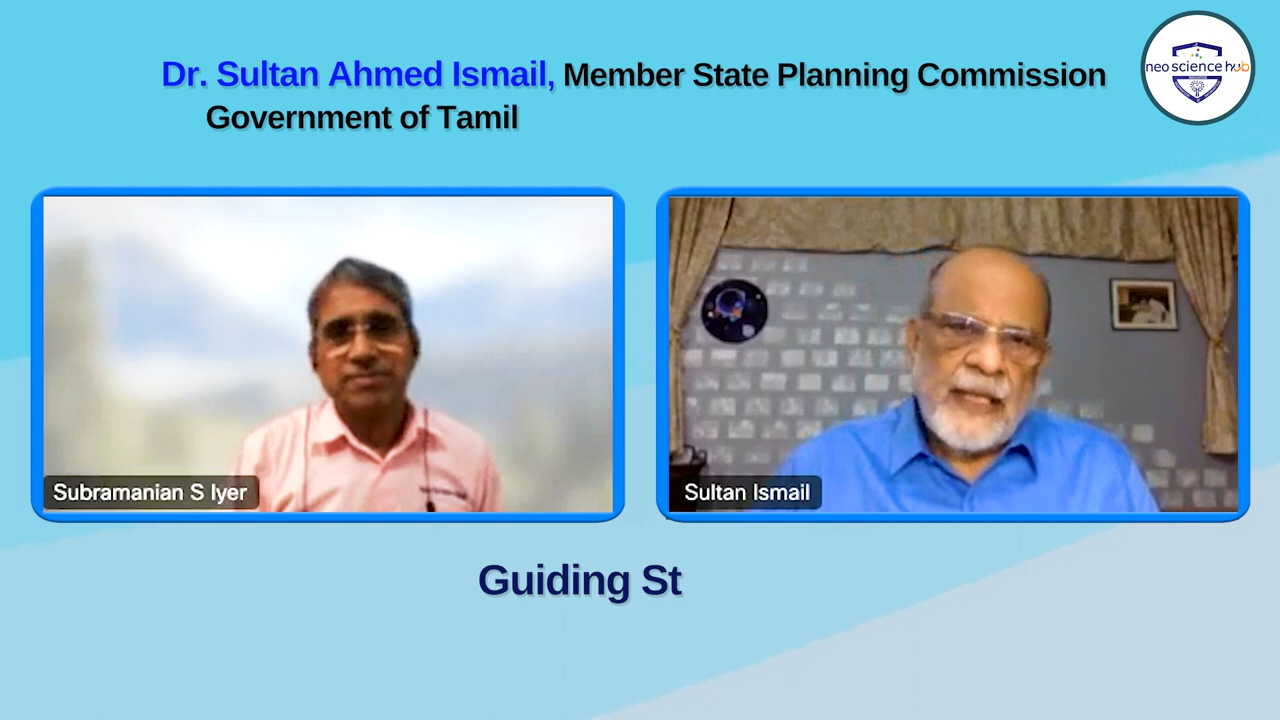 Dr. Sultan Ahmed Ismail, Member State Planning Commission
Government of Tamil
neo science hub
Subramanian S Iyer
Sultan Ismail
Guiding St